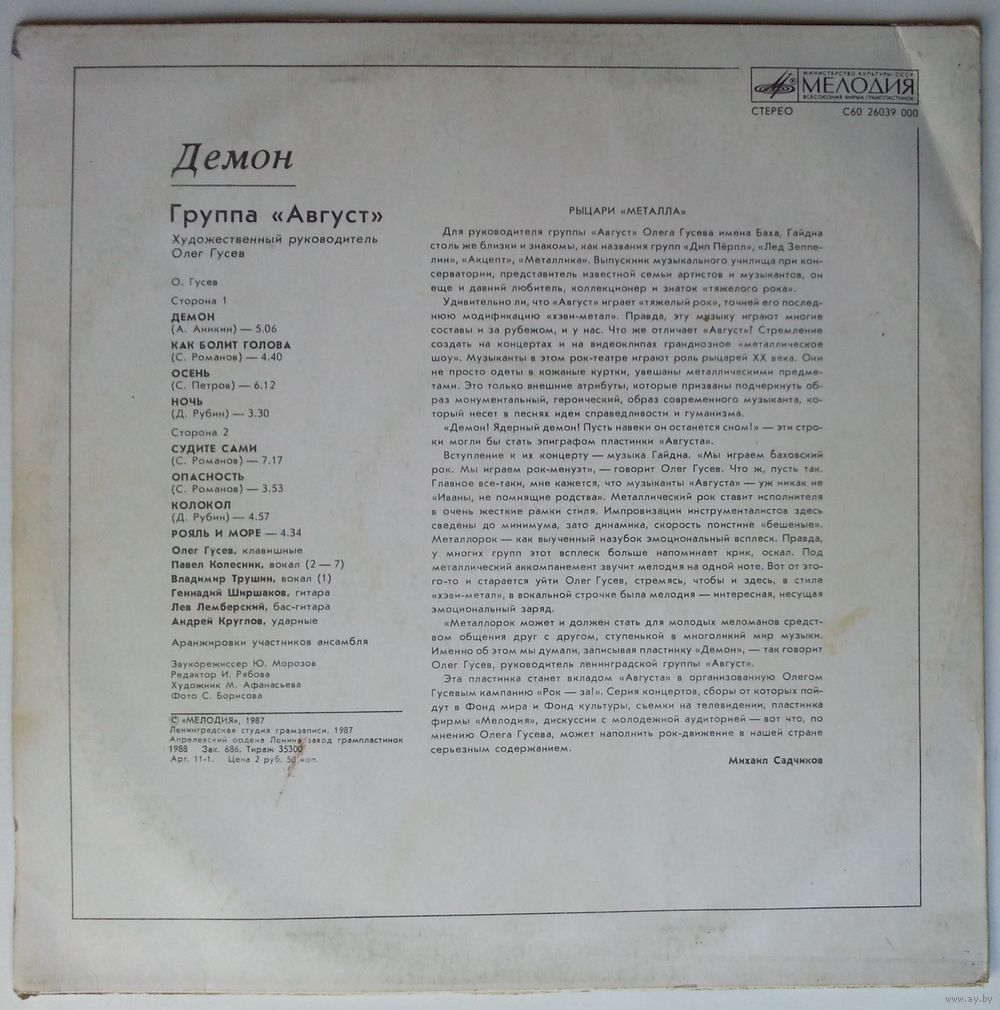 МИНИСТЕРСТВО КУЛЬТУРЫ СССР
МЕЛОДИЯ
ВСЕСОЮЗНАЯ ФИРМА ГРАМПЛАСТИНОК
СТЕРЕО С60 26039 000
Демон
Группа «Август»
Художественный руководитель
Олег Гусев
О. Гусев
Сторона 1
ДЕМОН
(А. Аникин) — 5.06
КАК БОЛИТ ГОЛОВА
(С. Романов) — 4.40
ОСЕНЬ
(С. Петров) — 6.12
НОЧЬ
(Д. Рубин) — 3.30
Сторона 2
СУДИТЕ САМИ
(С. Романов) — 7.17
ОПАСНОСТЬ
(С. Романов) — 3.53
КОЛОКОЛ
(Д. Рубин) — 4.57
РОЯЛЬ И МОРЕ — 4.34
Олег Гусев, клавишные
Павел Колесник, вокал (2 — 7)
Владимир Трушин, вокал (1)
Геннадий Ширшаков, гитара
Лев Лемберский, бас-гитара
Андрей Круглов, ударные
Аранжировки участников ансамбля
Звукорежиссер Ю. Морозов
Редактор И. Рябова
Художник М. Афанасьева
Фото С. Борисова
© «МЕЛОДИЯ», 1987
Ленинградская студия грамзаписи. 1987
Апрелевский ордена Ленина завод грампластинок
1988 Зак. 686. Тираж 35300
Арт. 11-1. Цена 2 руб. 50 коп.
РЫЦАРИ «МЕТАЛЛА»
Для руководителя группы «Август» Олега Гусева имена Баха, Гайдна
столь же близки и знакомы, как названия групп «Дип Пёрпл», «Лед Зеппе-
лин», «Акцепт», «Металлика». Выпускник музыкального училища при кон-
серватории, представитель известной семьи артистов и музыкантов, он
еще и давний любитель, коллекционер и знаток «тяжелого рока».
Удивительно ли, что «Август» играет «тяжелый рок», точней его послед-
нюю модификацию «хэви-метал». Правда, эту музыку играют многие
составы и за рубежом, и у нас. Что же отличает «Август»? Стремление
создать на концертах и на видеоклипах грандиозное «металлическое
шоу». Музыканты в этом рок-театре играют роль рыцарей XX века. Они
не просто одеты в кожаные куртки, увешаны металлическими предме-
тами. Это только внешние атрибуты, которые призваны подчеркнуть об-
раз монументальный, героический, образ современного музыканта, ко-
торый несет в песнях идеи справедливости и гуманизма.
«Демон! Ядерный демон! Пусть навеки он останется сном!» — эти стро-
ки могли бы стать эпиграфом пластинки «Августа».
Вступление к их концерту — музыка Гайдна. «Мы играем Баховский
рок. Мы играем рок-менуэт», — говорит Олег Гусев. Что ж, пусть так.
Главное все-таки, мне кажется, что музыканты «Августа» — уж никак не
«Иваны, не помнящие родства». Металлический рок ставит исполнителя
в очень жесткие рамки стиля. Импровизации инструменталистов здесь
сведены до минимума, зато динамика, скорость поистине «бешеные».
Металлорок — как выученный назубок эмоциональный всплеск. Правда,
у многих групп этот всплеск больше напоминает крик, оскал. Под
металлический аккомпанемент звучит мелодия на одной ноте. Вот от это-
го-то и старается уйти Олег Гусев, стремясь, чтобы и здесь, в стиле
«хэви-метал», в вокальной строчке была мелодия — интересная, несущая
эмоциональный заряд.
«Металлорок может и должен стать для молодых меломанов средст-
вом общения друг с другом, ступенькой в многоликий мир музыки.
Именно об этом мы думали, записывая пластинку «Демон», — так говорит
Олег Гусев, руководитель ленинградской группы «Август».
Эта пластинка станет вкладом «Августа» в организованную Олегом
Гусевым кампанию «Рок — за!». Серия концертов, сборы от которых пой-
дут в Фонд мира и Фонд культуры, съемки на телевидении, пластинка
фирмы «Мелодия», дискуссии с молодежной аудиторией — вот что, по
мнению Олега Гусева, может наполнить рок-движение в нашей стране
серьезным содержанием.
Михаил Садчиков
www.ay.by